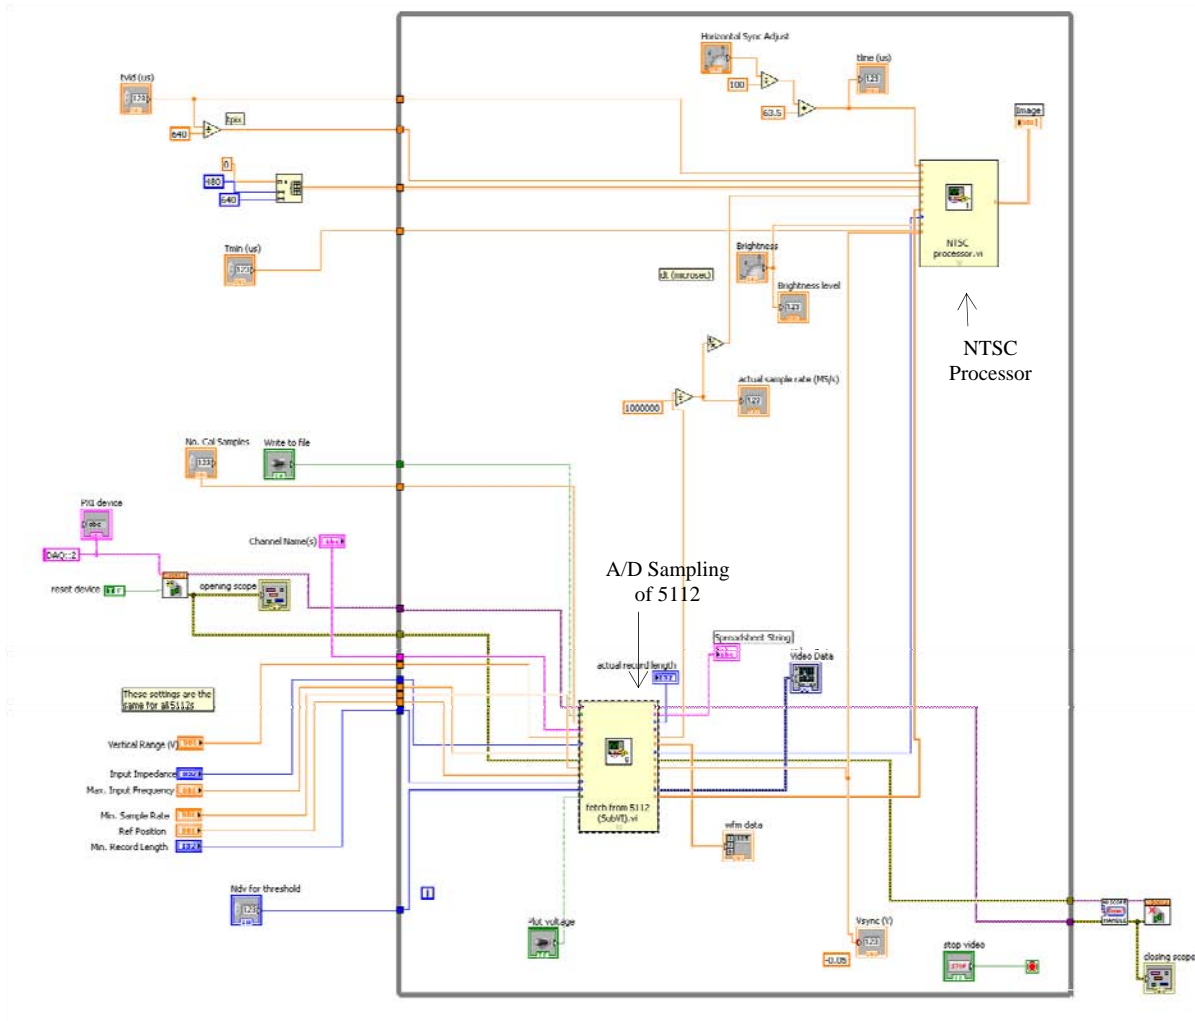 Horizontal Sync Adjust
tline (us)
tvid (us)
100
63.5
Image
tpix
640
0
480
640
NTSC
processor.vi
Tmin (us)
Brightness
dt (microsec)
Brightness level
NTSC
Processor
actual sample rate (MS/s)
1000000
No. Cal Samples
Write to file
PXI device
abc
DAQ::2
Channel Name(s)
reset device
opening scope
A/D Sampling
of 5112
Spreadsheet String
actual record length
Video Data
These settings are the
same for all 5112s
Vertical Range (V)
Input Impedance
Max. Input Frequency
Min. Sample Rate
Ref Position
Min. Record Length
fetch from 5112
(SubVI).vi
wfm data
Ndv for threshold
i
Plot voltage
Vsync (V)
-0.05
stop video
STOP
closing scope